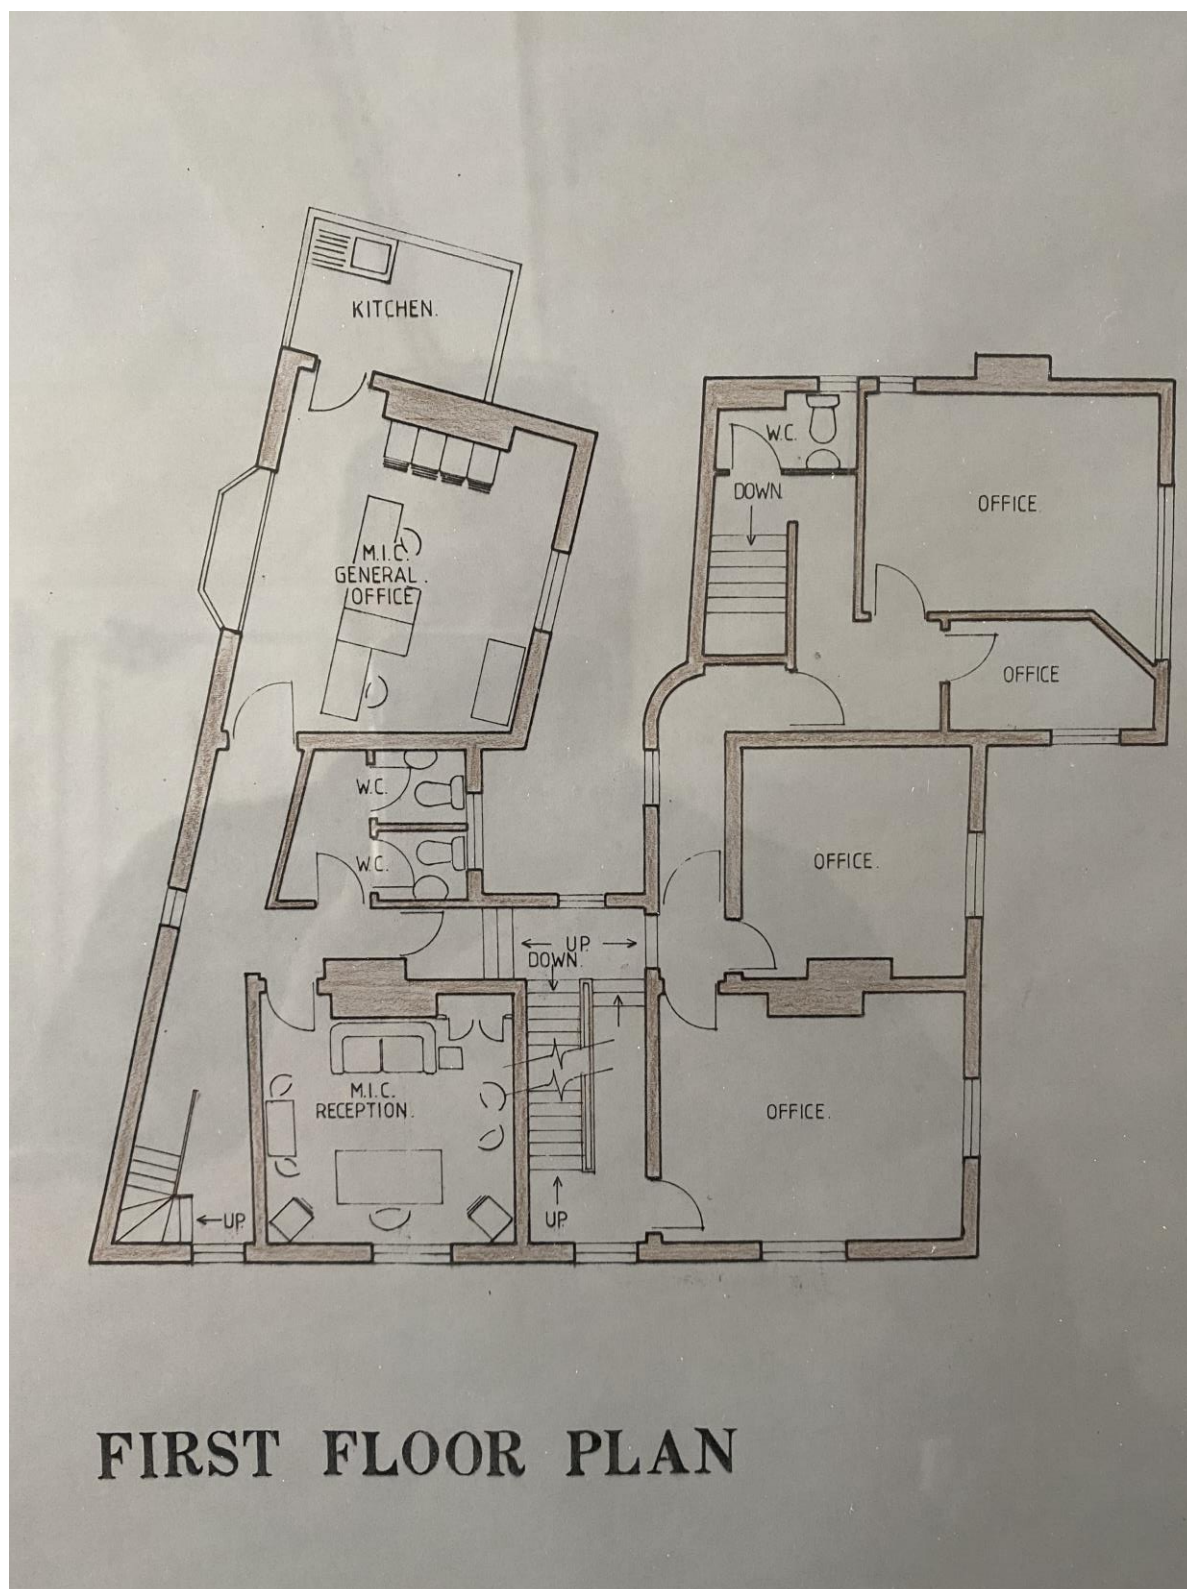 KITCHEN.
W.C.
DOWN
OFFICE
M.I.C.
GENERAL.
OFFICE
OFFICE
W.C.
W.C.
OFFICE.
← UP →
DOWN.
M.I.C.
RECEPTION.
OFFICE.
← UP
UP
FIRST FLOOR PLAN